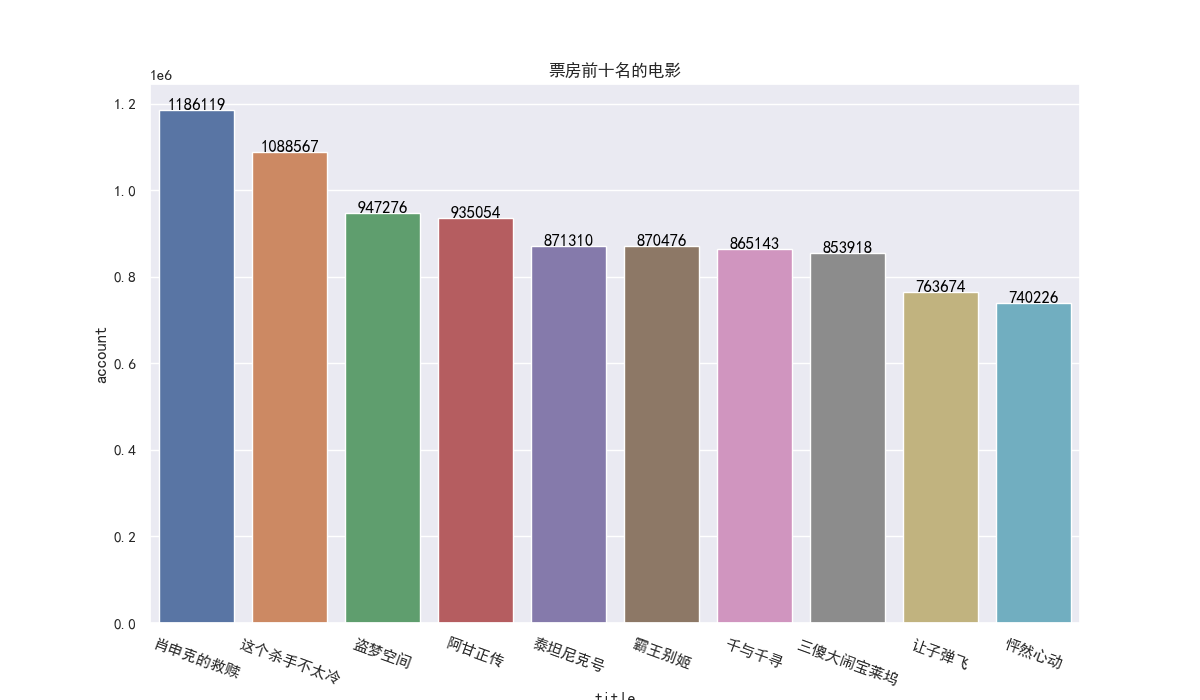 票房前十名的电影
1e6
1.2
1.0
0.8
0.6
0.4
0.2
0.0
account
1186119
1088567
947276
935054
871310
870476
865143
853918
763674
740226
肖申克的救赎
这个杀手不太冷
盗梦空间
阿甘正传
泰坦尼克号
霸王别姬
千与千寻
三傻大闹宝莱坞
让子弹飞
怦然心动
title